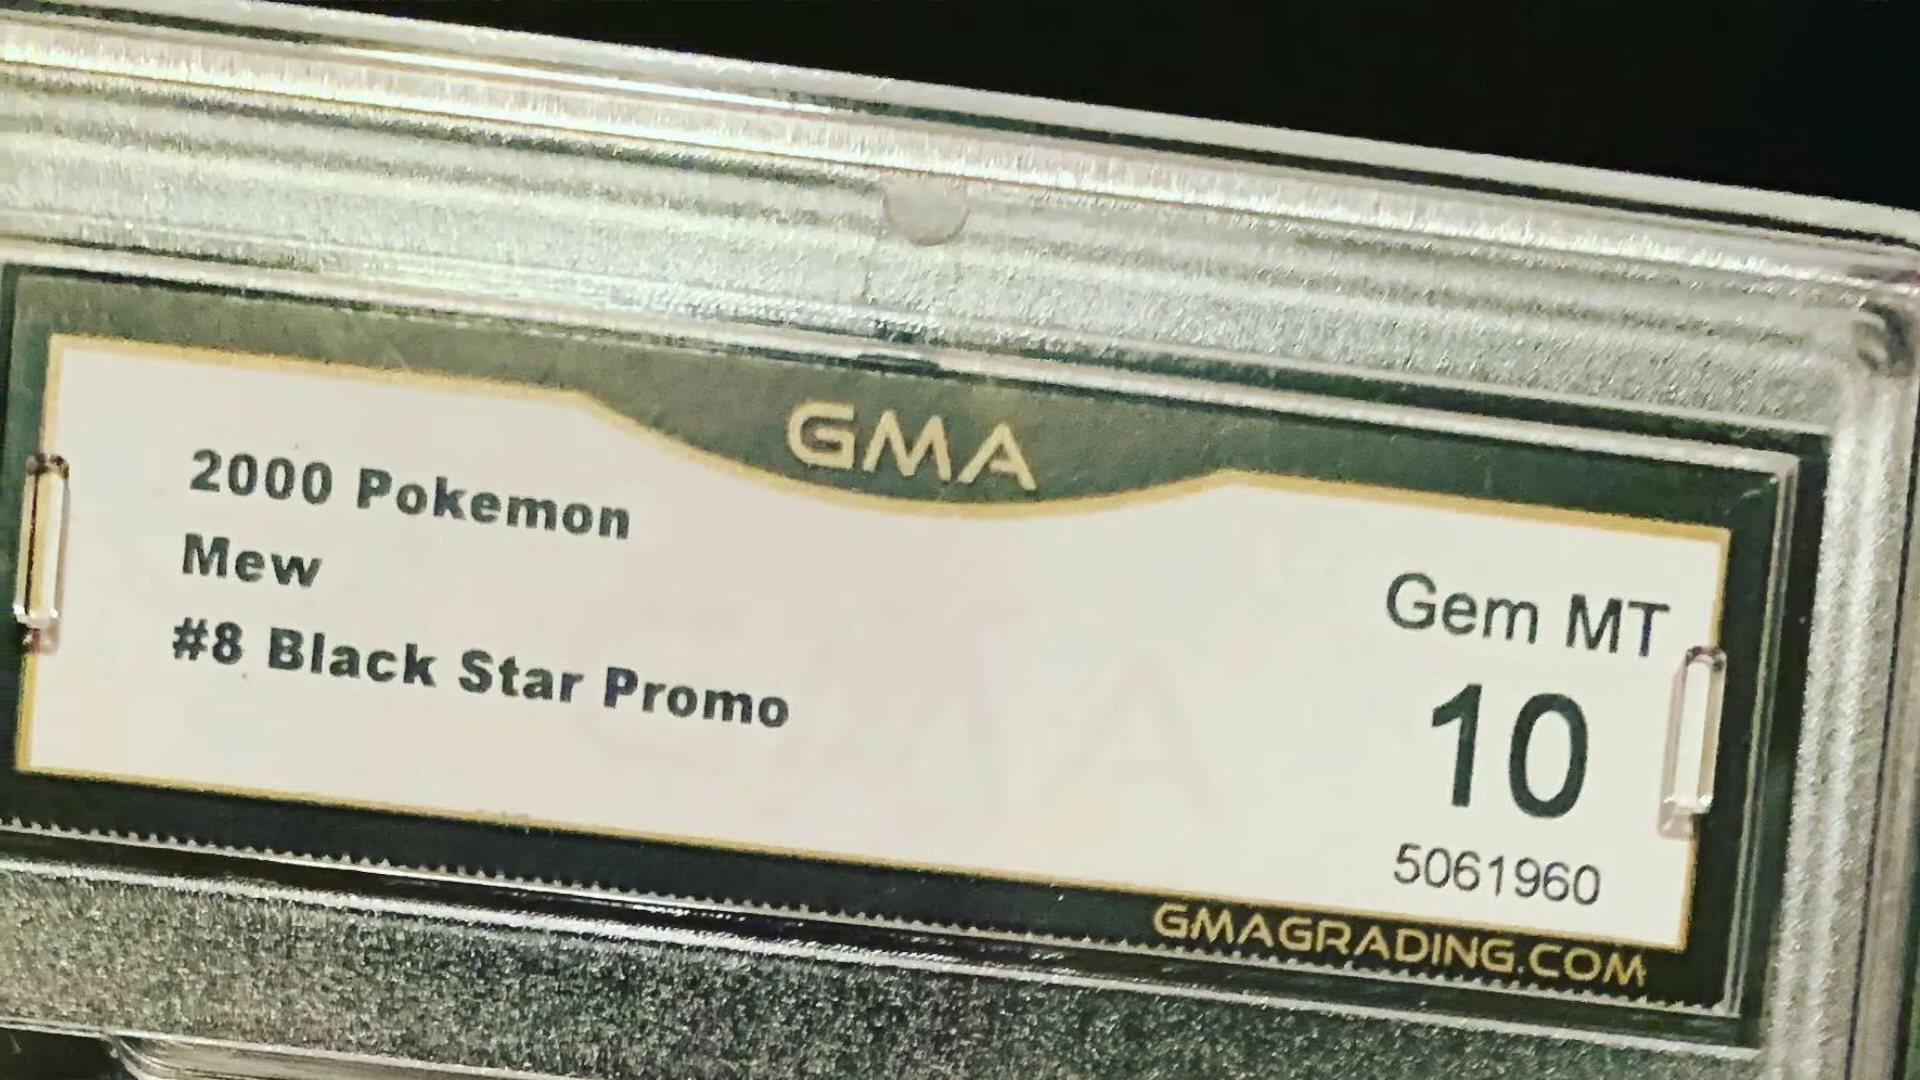 GMA
2000 Pokemon
Mew
#8 Black Star Promo
Gem MT
10
5061960
GMAGRADING.COM